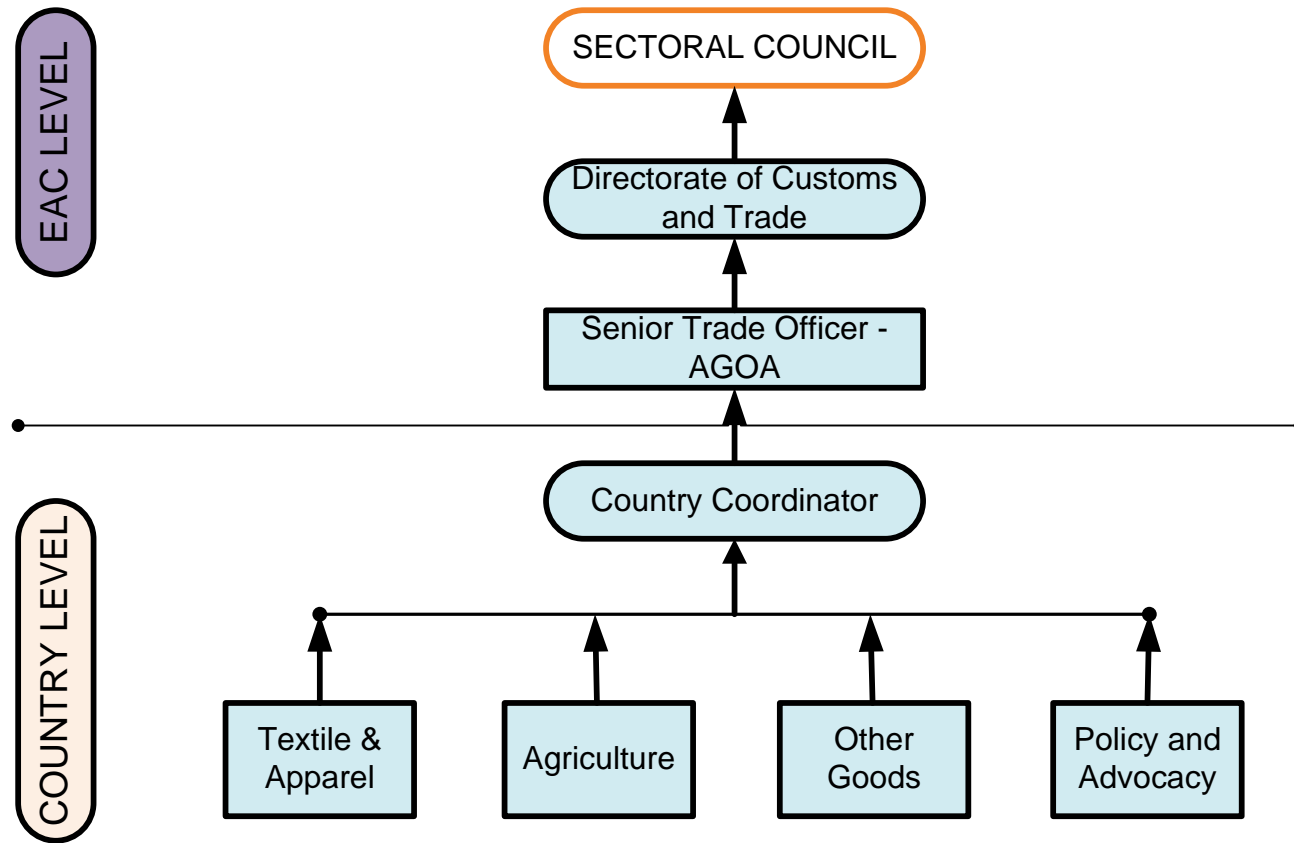 EAC LEVEL
SECTORAL COUNCIL
Directorate of Customs
and Trade
Senior Trade Officer -
AGOA
COUNTRY LEVEL
Country Coordinator
Textile &
Apparel
Agriculture
Other
Goods
Policy and
Advocacy